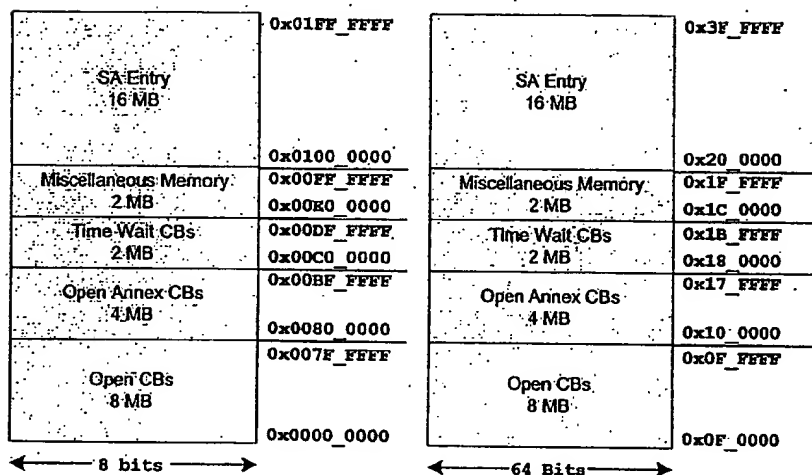 SA Entry
16 MB
0x01FF_FFFF
0x0100_0000
Miscellaneous Memory
2 MB
0x00FF_FFFF
0x00E0_0000
Time Wait CBs
2 MB
0x00DF_FFFF
0x00C0_0000
Open Annex CBs
4 MB
0x00BF_FFFF
0x0080_0000
Open CBs
8 MB
0x007F_FFFF
0x0000_0000
8 bits
SA Entry
16 MB
0x3F_FFFF
0x20_0000
Miscellaneous Memory
2 MB
0x1F_FFFF
0x1C_0000
Time Wait CBs
2 MB
0x1B_FFFF
0x18_0000
Open Annex CBs
4 MB
0x17_FFFF
0x10_0000
Open CBs
8 MB
0x0F_FFFF
0x0F_0000
64 Bits